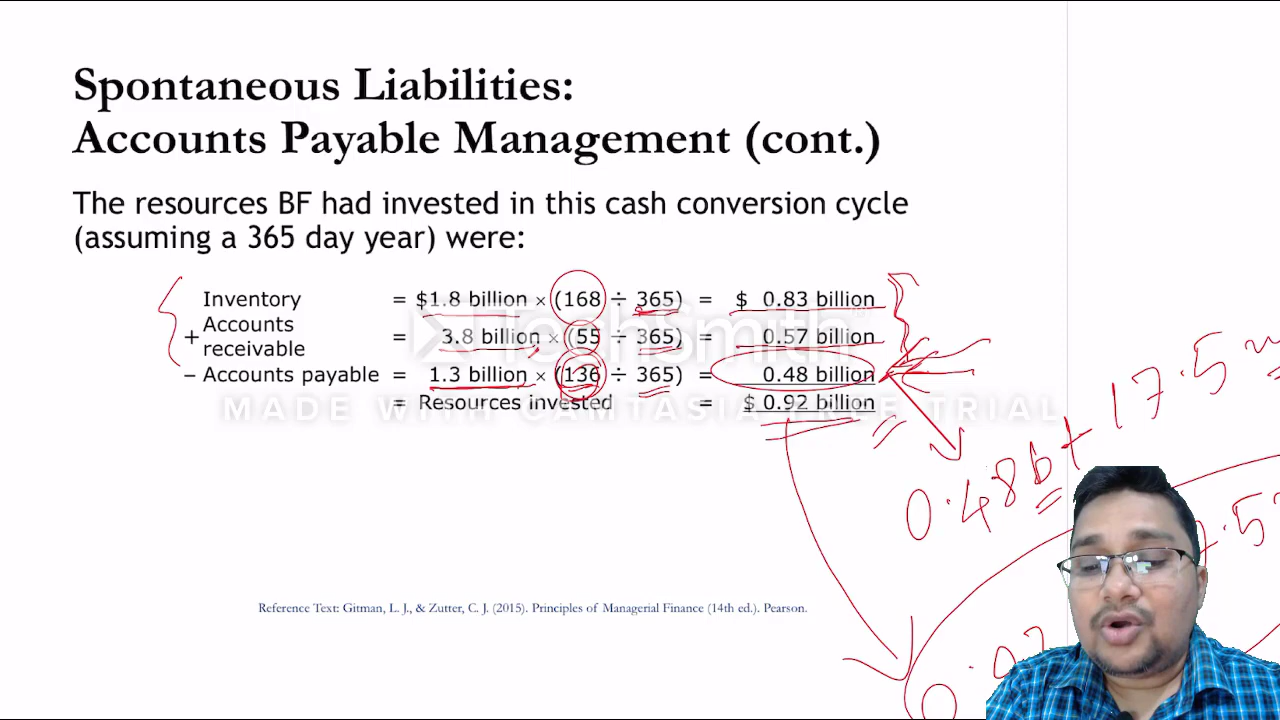 Spontaneous Liabilities:
Accounts Payable Management (cont.)
The resources BF had invested in this cash conversion cycle
(assuming a 365 day year) were:
Inventory = $1.8 billion × (168 ÷ 365) = $ 0.83 billion
+ Accounts receivable = 3.8 billion × (55 ÷ 365) = 0.57 billion
− Accounts payable = 1.3 billion × (136 ÷ 365) = 0.48 billion
= Resources invested = $ 0.92 billion
TechSmith
MADE WITH CAMTASIA FREE TRIAL
0.48b + 17.5
Reference Text: Gitman, L. J., & Zutter, C. J. (2015). Principles of Managerial Finance (14th ed.). Pearson.